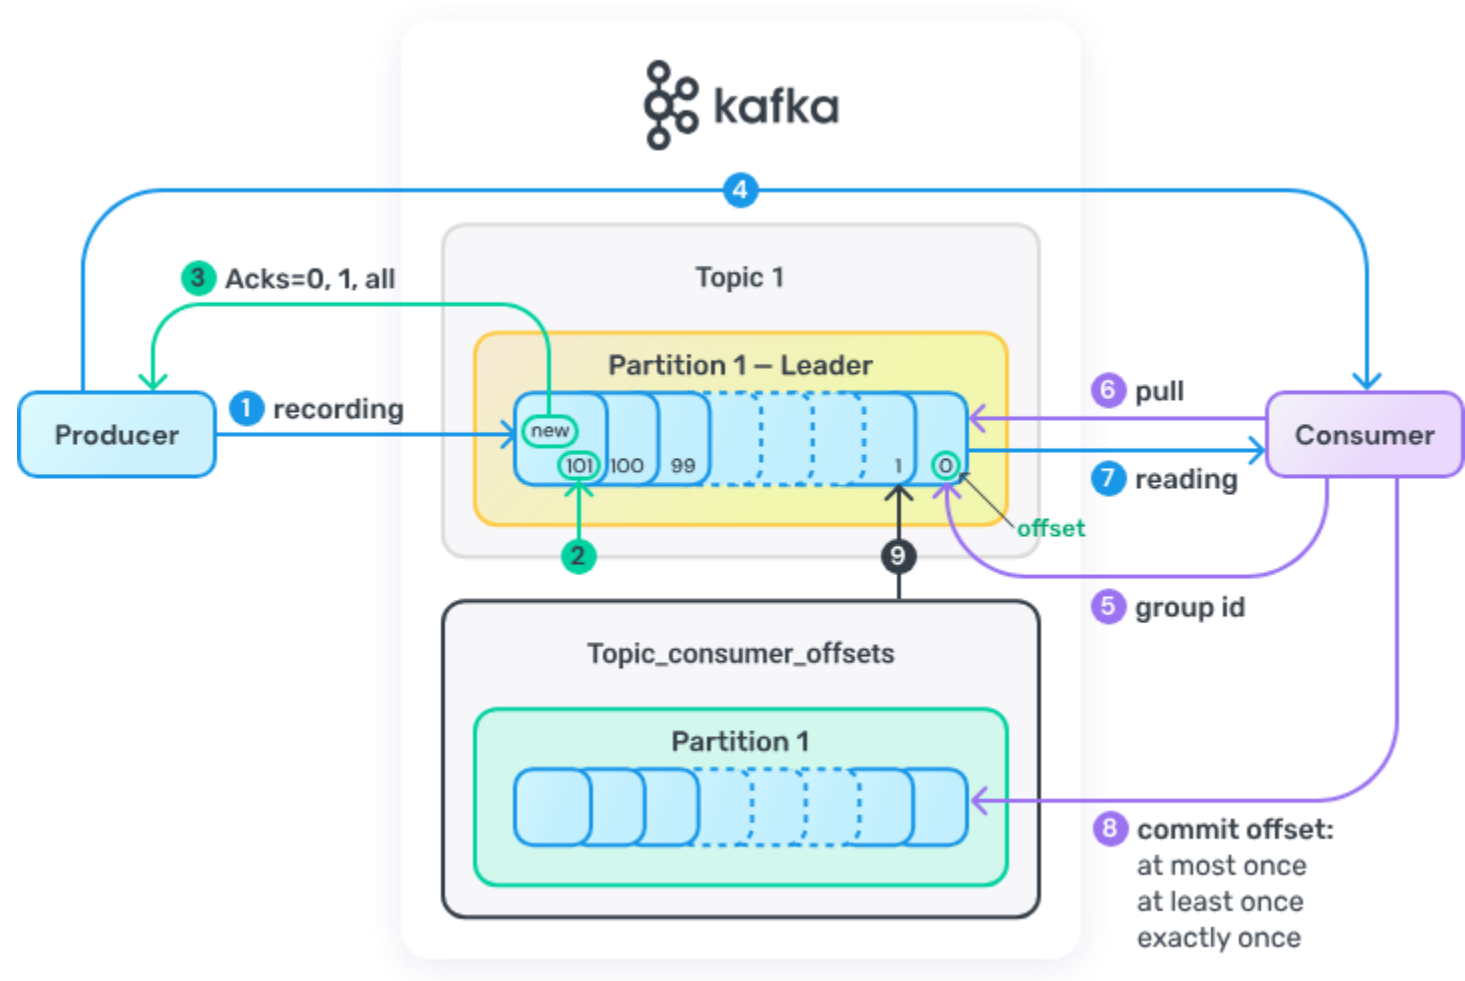 kafka
4
3 Acks=0, 1, all
Topic 1
Partition 1 – Leader
Producer
1 recording
new
101 100 99 1 0
6 pull
Consumer
7 reading
offset
2
9
5 group id
Topic_consumer_offsets
Partition 1
8 commit offset:
at most once
at least once
exactly once